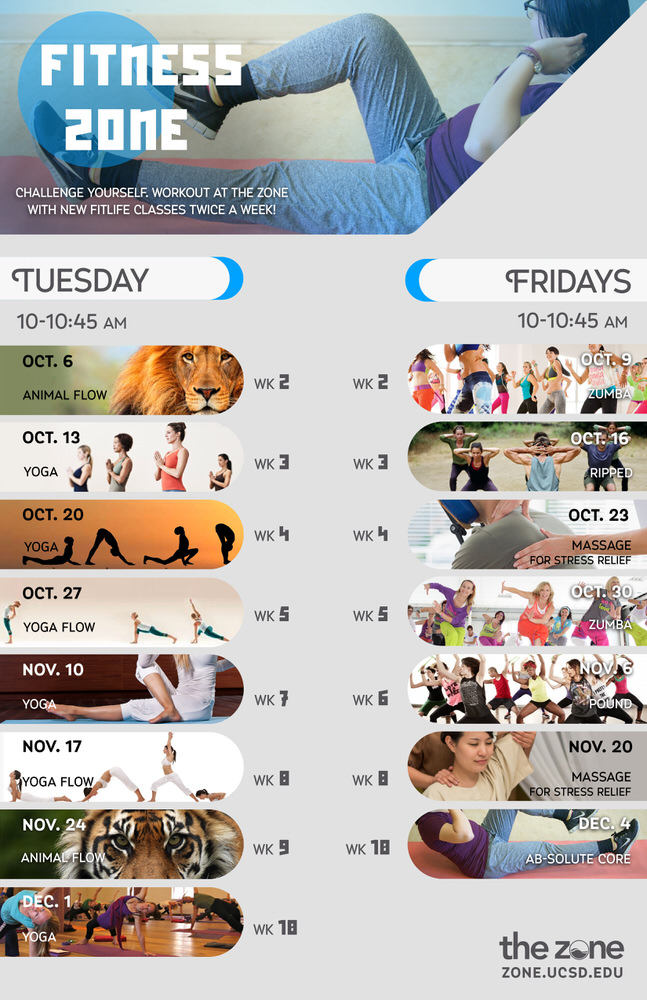 FITNESS
ZONE
CHALLENGE YOURSELF. WORKOUT AT THE ZONE
WITH NEW FITLIFE CLASSES TWICE A WEEK!
TUESDAY
10-10:45 AM
OCT. 6
ANIMAL FLOW
WK 2
OCT. 13
YOGA
WK 3
OCT. 20
YOGA
WK 4
OCT. 27
YOGA FLOW
WK 5
NOV. 10
YOGA
WK 7
NOV. 17
YOGA FLOW
WK 8
NOV. 24
ANIMAL FLOW
WK 9
DEC. 1
YOGA
WK 10
FRIDAYS
10-10:45 AM
WK 2
OCT. 9
ZUMBA
WK 3
OCT. 16
RIPPED
WK 4
OCT. 23
MASSAGE
FOR STRESS RELIEF
WK 5
OCT. 30
ZUMBA
WK 6
NOV. 6
POUND
WK 8
NOV. 20
MASSAGE
FOR STRESS RELIEF
WK 10
DEC. 4
AB-SOLUTE CORE
the zone
ZONE.UCSD.EDU